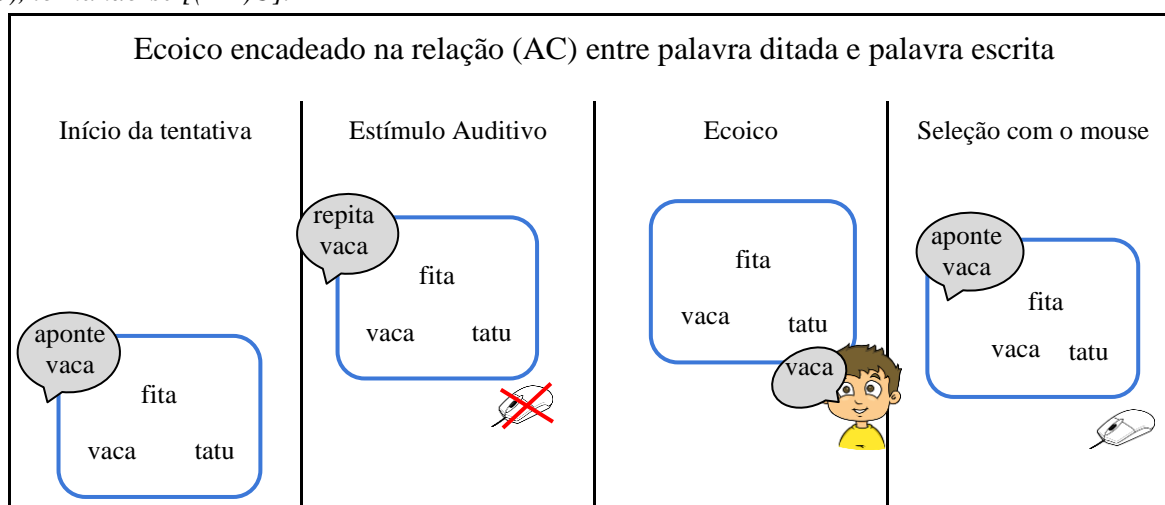 Ecoico encadeado na relação (AC) entre palavra ditada e palavra escrita
Início da tentativa
aponte
vaca
fita
vaca tatu
Estímulo Auditivo
repita
vaca
fita
vaca tatu
Ecoico
fita
vaca
tatu
vaca
Seleção com o mouse
aponte
vaca
fita
vaca tatu